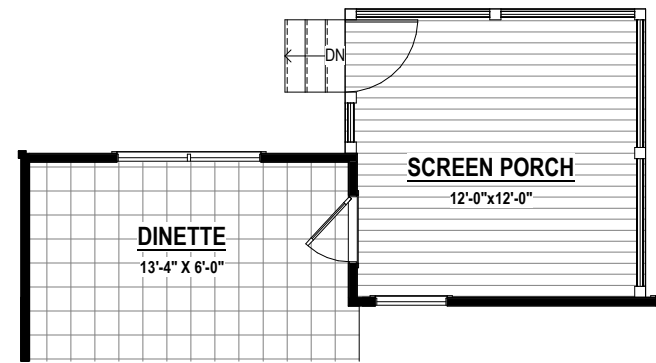 DN
SCREEN PORCH
12'-0"x12'-0"
DINETTE
13'-4" X 6'-0"